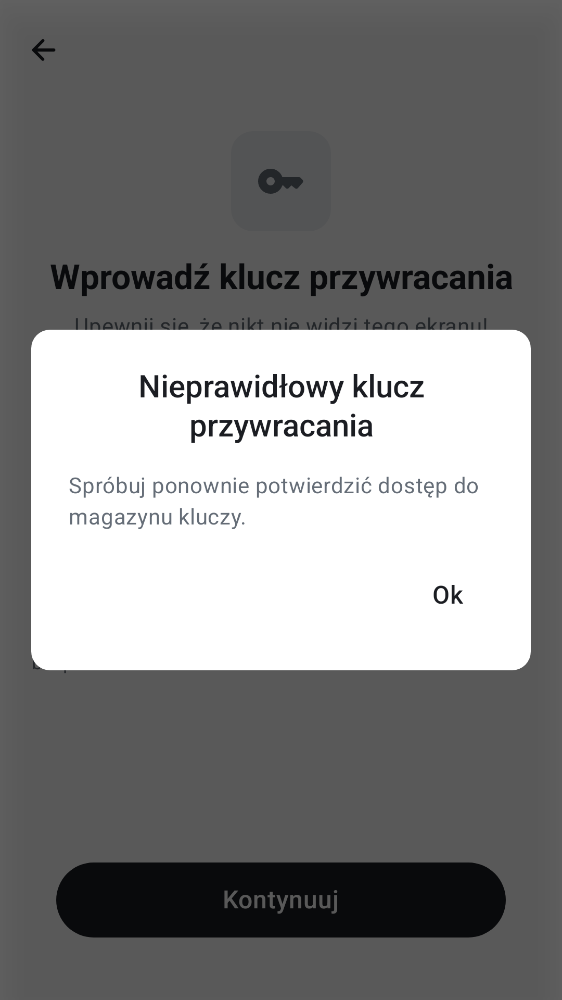 Wprowadź klucz przywracania
Upewnij się, że nikt nie widzi tego ekranu!
Nieprawidłowy klucz
przywracania
Spróbuj ponownie potwierdzić dostęp do
magazynu kluczy.
Ok
Kontynuuj